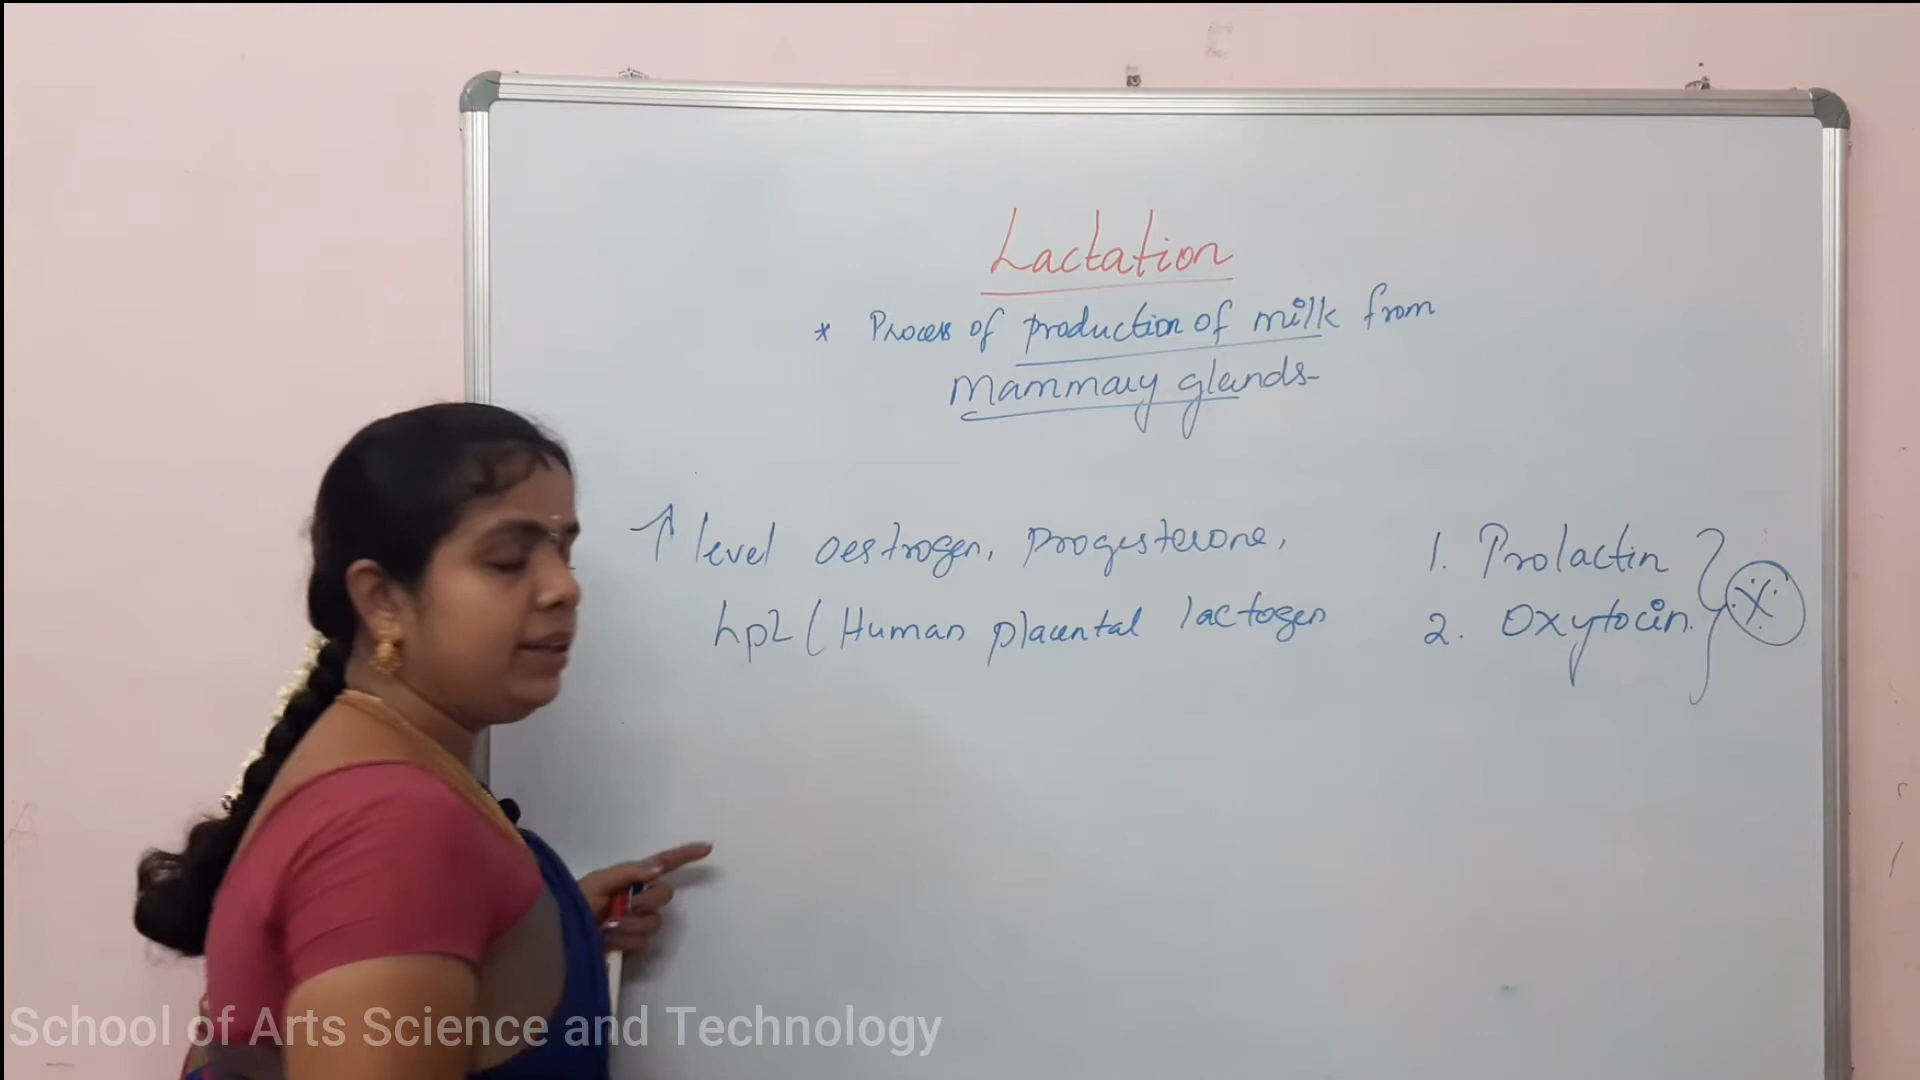 Lactation
* Process of production of milk from
Mammary glands-
↑ level oestrogen, progesterone,
hpl (Human placental lactogen
1. Prolactin
2. Oxytocin.
School of Arts Science and Technology